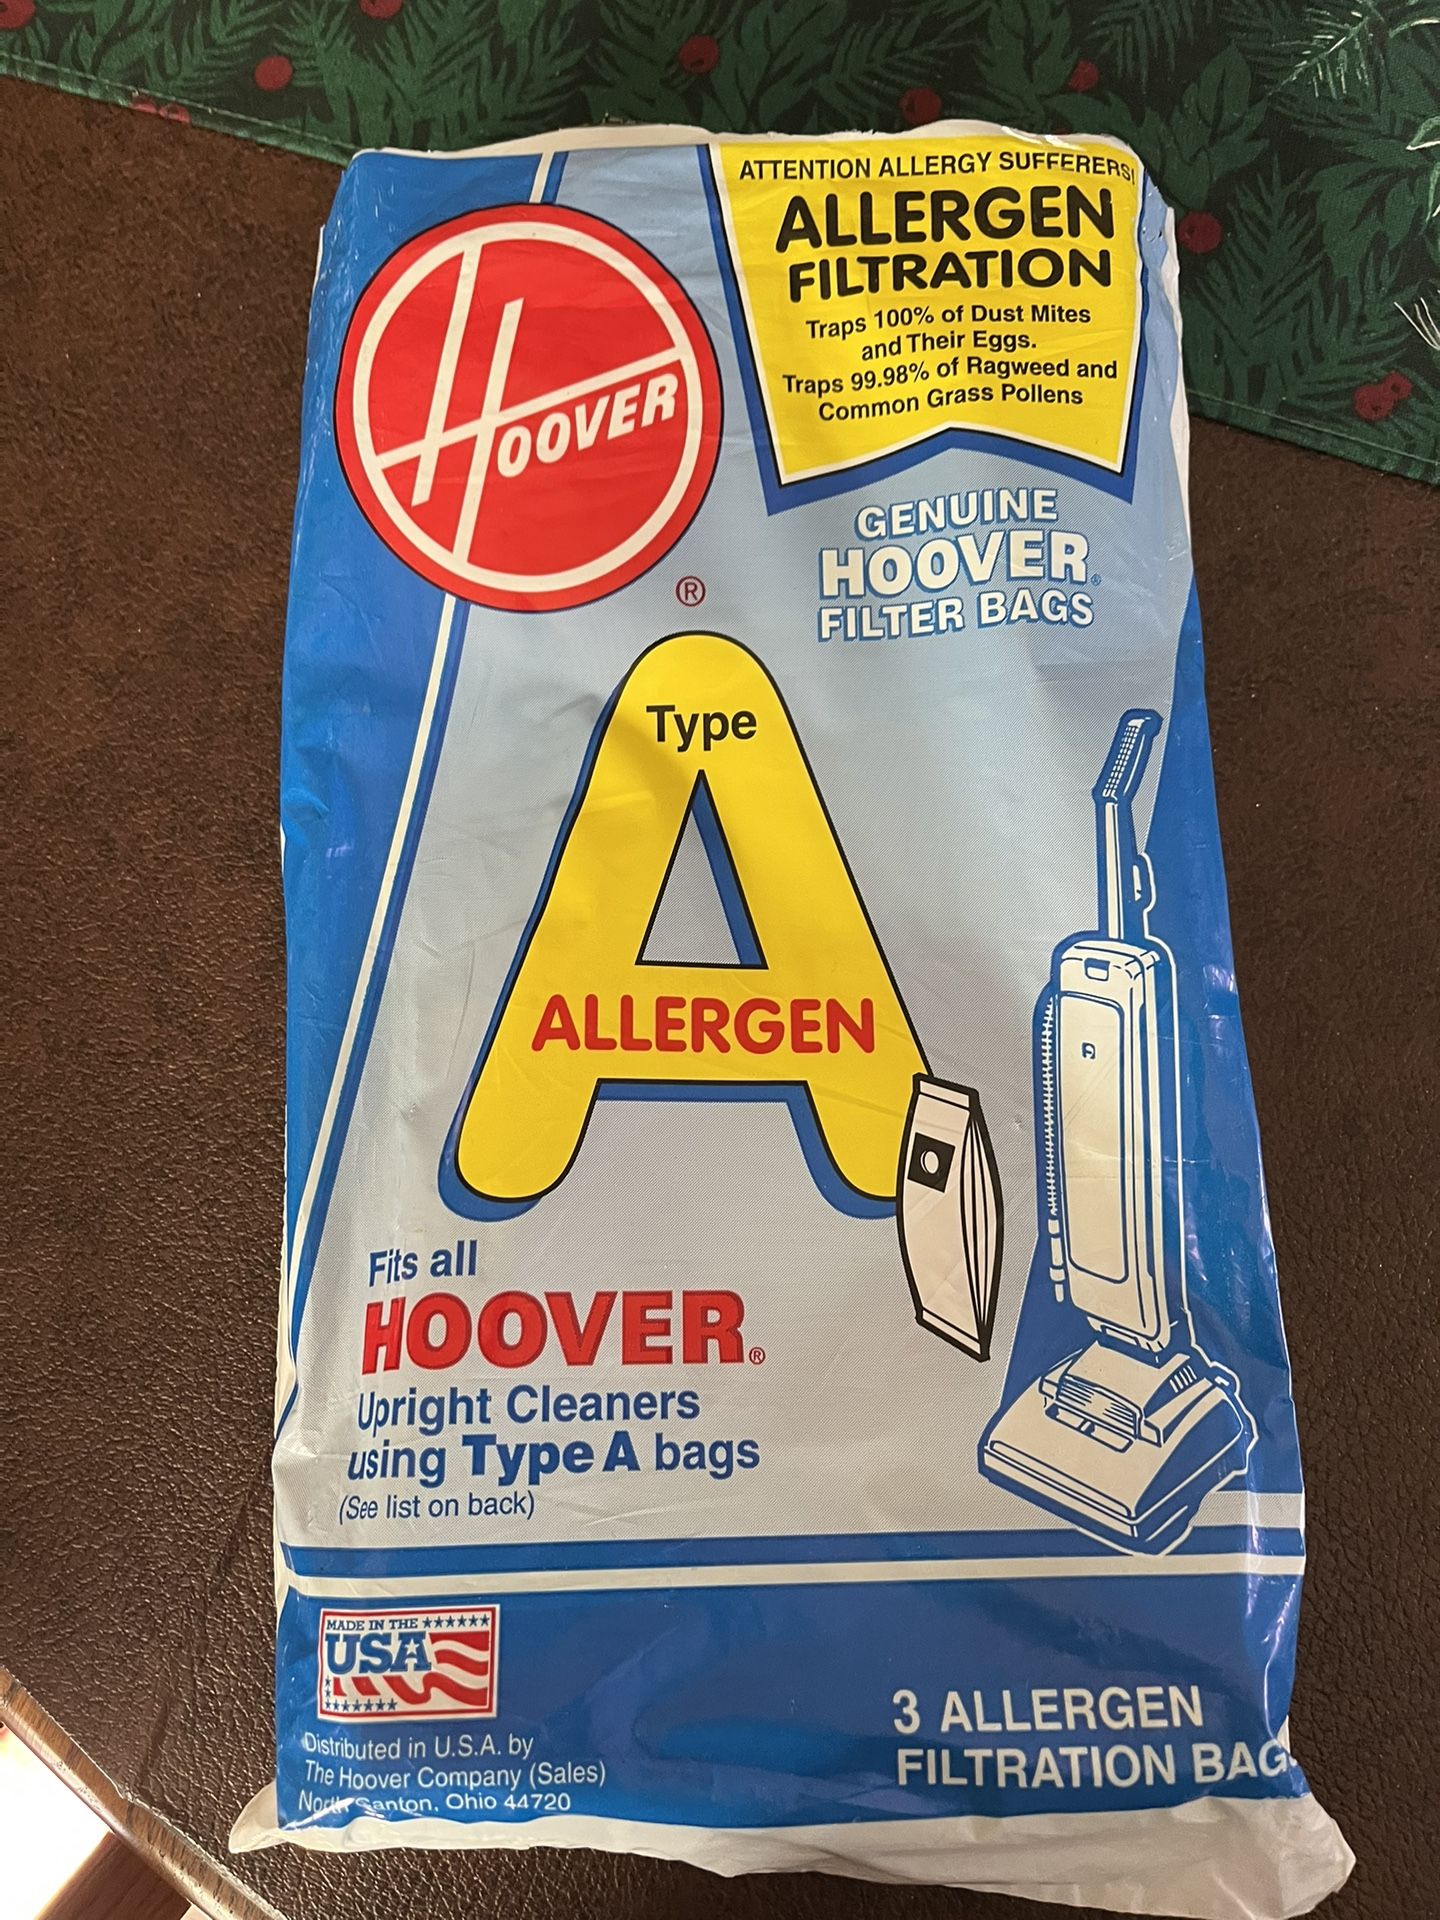 ATTENTION ALLERGY SUFFERERS!
ALLERGEN
FILTRATION
Traps 100% of Dust Mites
and Their Eggs.
Traps 99.98% of Ragweed and
Common Grass Pollens
HOOVER
®
GENUINE
HOOVER®
FILTER BAGS
Type
A
ALLERGEN
Fits all
HOOVER®
Upright Cleaners
using Type A bags
(See list on back)
MADE IN THE
USA
Distributed in U.S.A. by
The Hoover Company (Sales)
North Canton, Ohio 44720
3 ALLERGEN
FILTRATION BAG